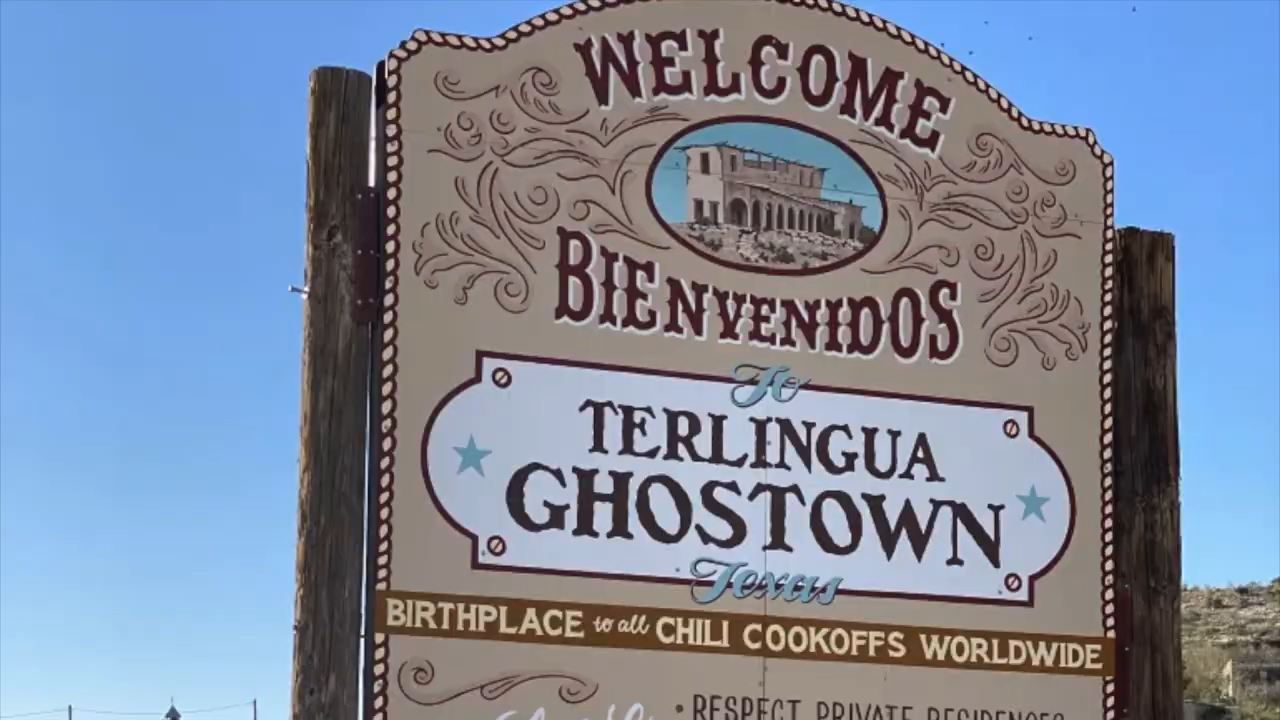 WELCOME
BIENVENIDOS
To
TERLINGUA
GHOSTOWN
Texas
BIRTHPLACE to all CHILI COOKOFFS WORLDWIDE
• RESPECT PRIVATE RESIDENCES